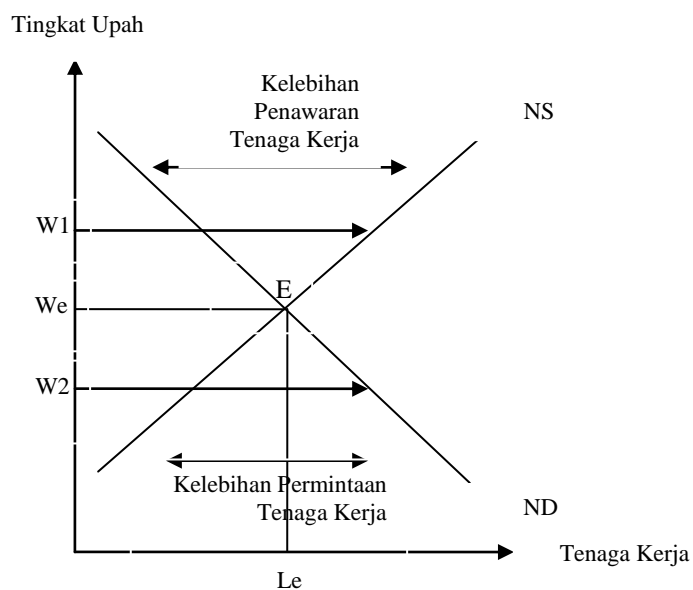 Tingkat Upah
Kelebihan
Penawaran
Tenaga Kerja
NS
W1
E
We
W2
Kelebihan Permintaan
Tenaga Kerja
ND
Tenaga Kerja
Le